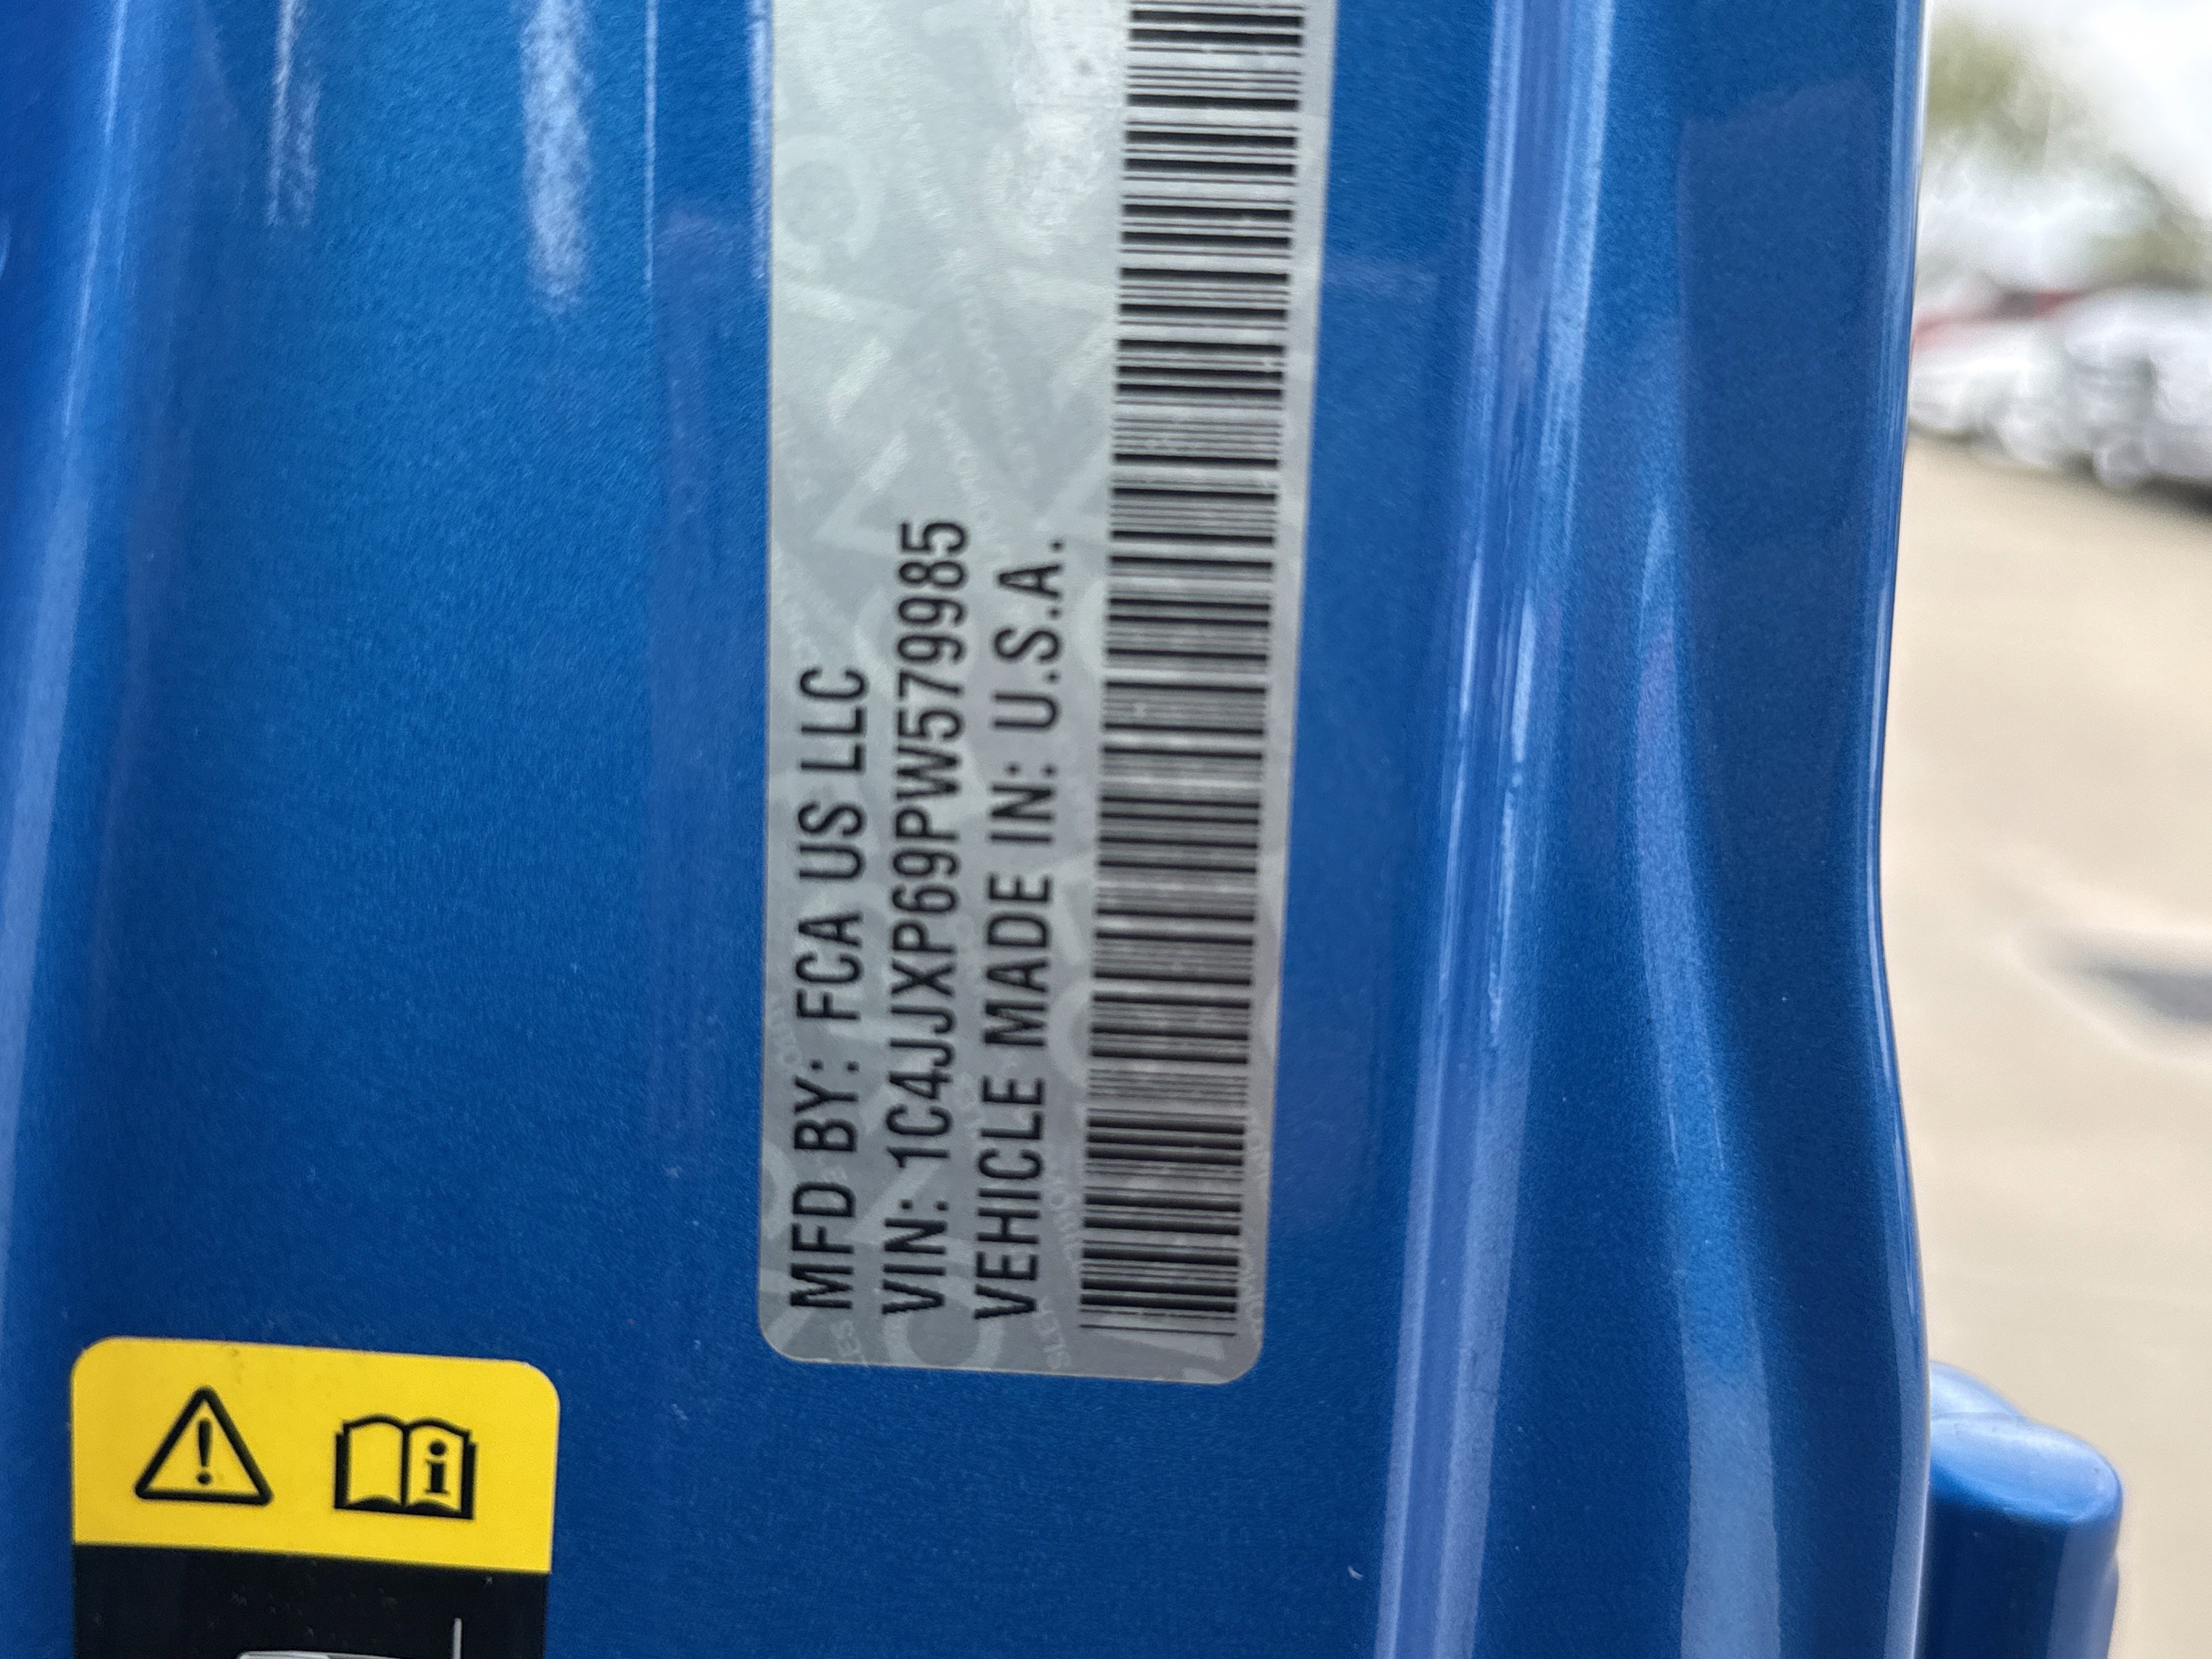 MFD BY: FCA US LLC
VIN: 1C4JJXP69PW579985
VEHICLE MADE IN: U.S.A.